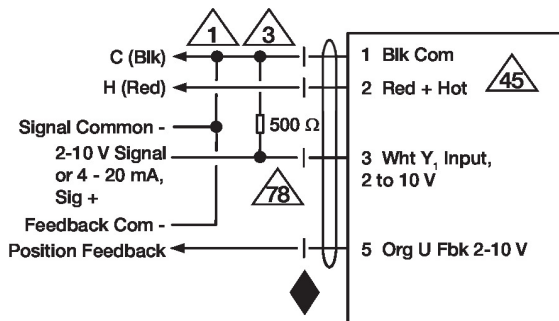 1
3
C (Blk)
1 Blk Com
H (Red)
2 Red + Hot
45
Signal Common -
500 Ω
2-10 V Signal
or 4 - 20 mA,
Sig +
3 Wht Y₁ Input,
2 to 10 V
78
Feedback Com -
Position Feedback
5 Org U Fbk 2-10 V